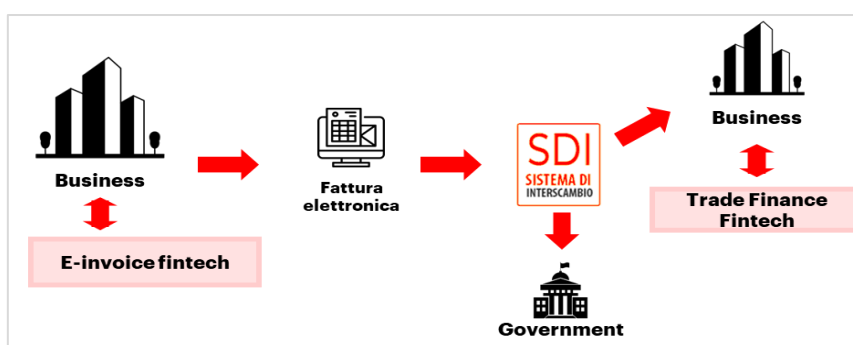 Business
E-invoice fintech
Fattura
elettronica
SDI
SISTEMA DI
INTERSCAMBIO
Government
Business
Trade Finance
Fintech